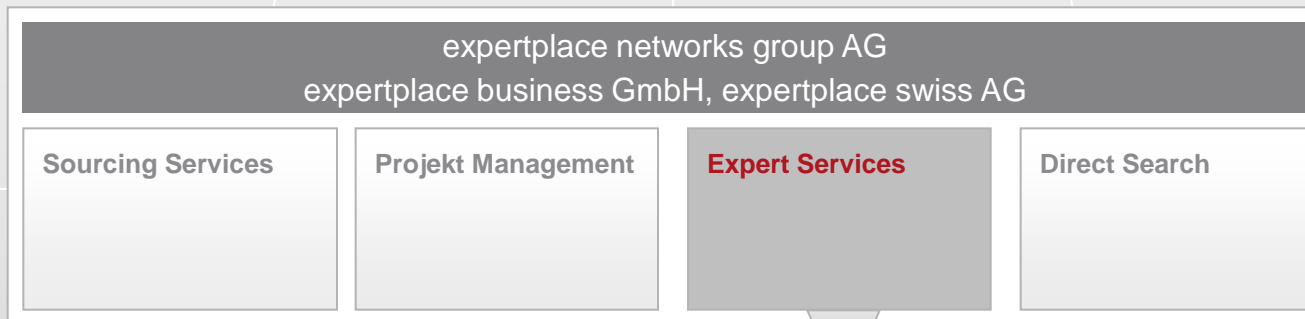 expertplace networks group AG
expertplace business GmbH, expertplace swiss AG
Sourcing Services
Projekt Management
Expert Services
Direct Search